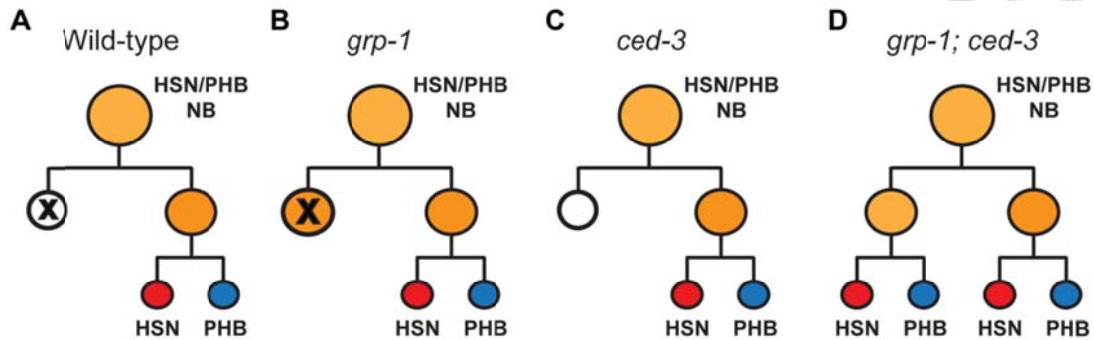 A Wild-type
HSN/PHB
NB
X
HSN PHB
B grp-1
HSN/PHB
NB
X
HSN PHB
C ced-3
HSN/PHB
NB
HSN PHB
D grp-1; ced-3
HSN/PHB
NB
HSN PHB HSN PHB